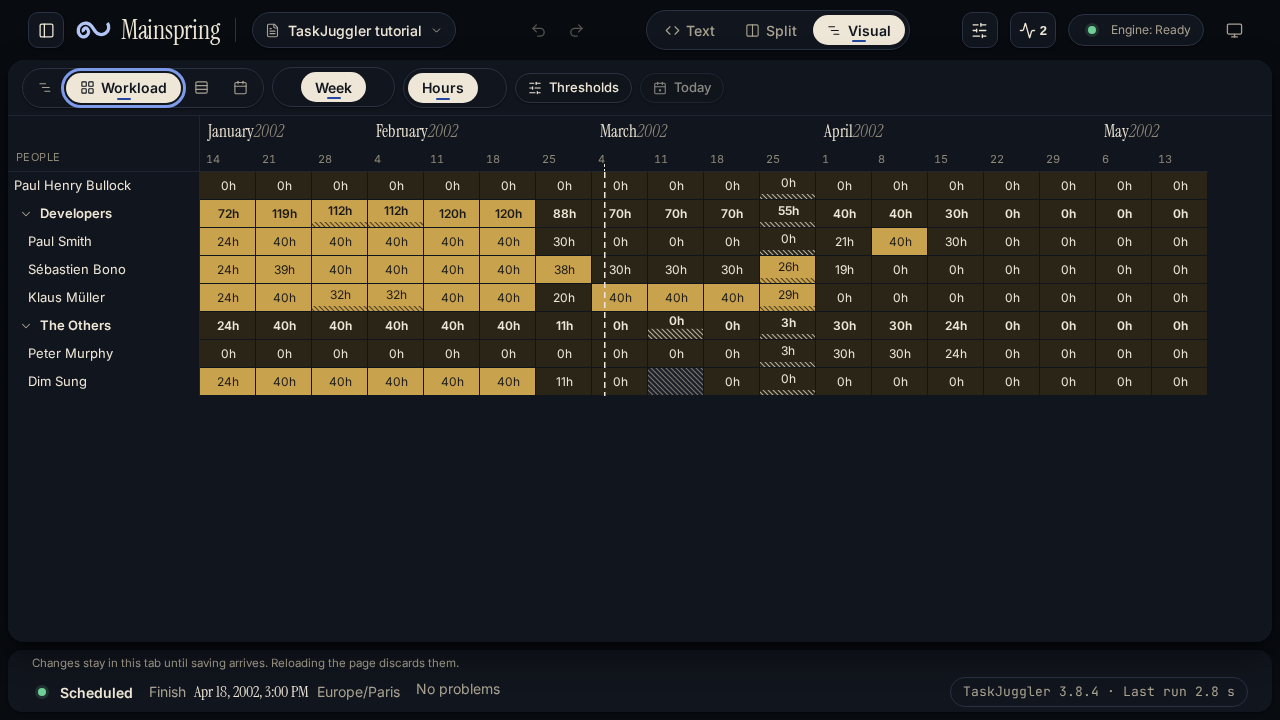 Mainspring TaskJuggler tutorial Text Split Visual 2 Engine: Ready
Workload Week Hours Thresholds Today
January 2002 February 2002 March 2002 April 2002 May 2002
PEOPLE 14 21 28 4 11 18 25 4 11 18 25 1 8 15 22 29 6 13
Paul Henry Bullock 0h 0h 0h 0h 0h 0h 0h 0h 0h 0h 0h 0h 0h 0h 0h 0h 0h 0h
Developers 72h 119h 112h 112h 120h 120h 88h 70h 70h 70h 55h 40h 40h 30h 0h 0h 0h 0h
Paul Smith 24h 40h 40h 40h 40h 40h 30h 0h 0h 0h 0h 21h 40h 30h 0h 0h 0h 0h
Sébastien Bono 24h 39h 40h 40h 40h 40h 38h 30h 30h 30h 26h 19h 0h 0h 0h 0h 0h 0h
Klaus Müller 24h 40h 32h 32h 40h 40h 20h 40h 40h 40h 29h 0h 0h 0h 0h 0h 0h 0h
The Others 24h 40h 40h 40h 40h 40h 11h 0h 0h 0h 3h 30h 30h 24h 0h 0h 0h 0h
Peter Murphy 0h 0h 0h 0h 0h 0h 0h 0h 0h 0h 3h 30h 30h 24h 0h 0h 0h 0h
Dim Sung 24h 40h 40h 40h 40h 40h 11h 0h 0h 0h 0h 0h 0h 0h 0h 0h 0h
Changes stay in this tab until saving arrives. Reloading the page discards them.
Scheduled Finish Apr 18, 2002, 3:00 PM Europe/Paris No problems TaskJuggler 3.8.4 · Last run 2.8 s